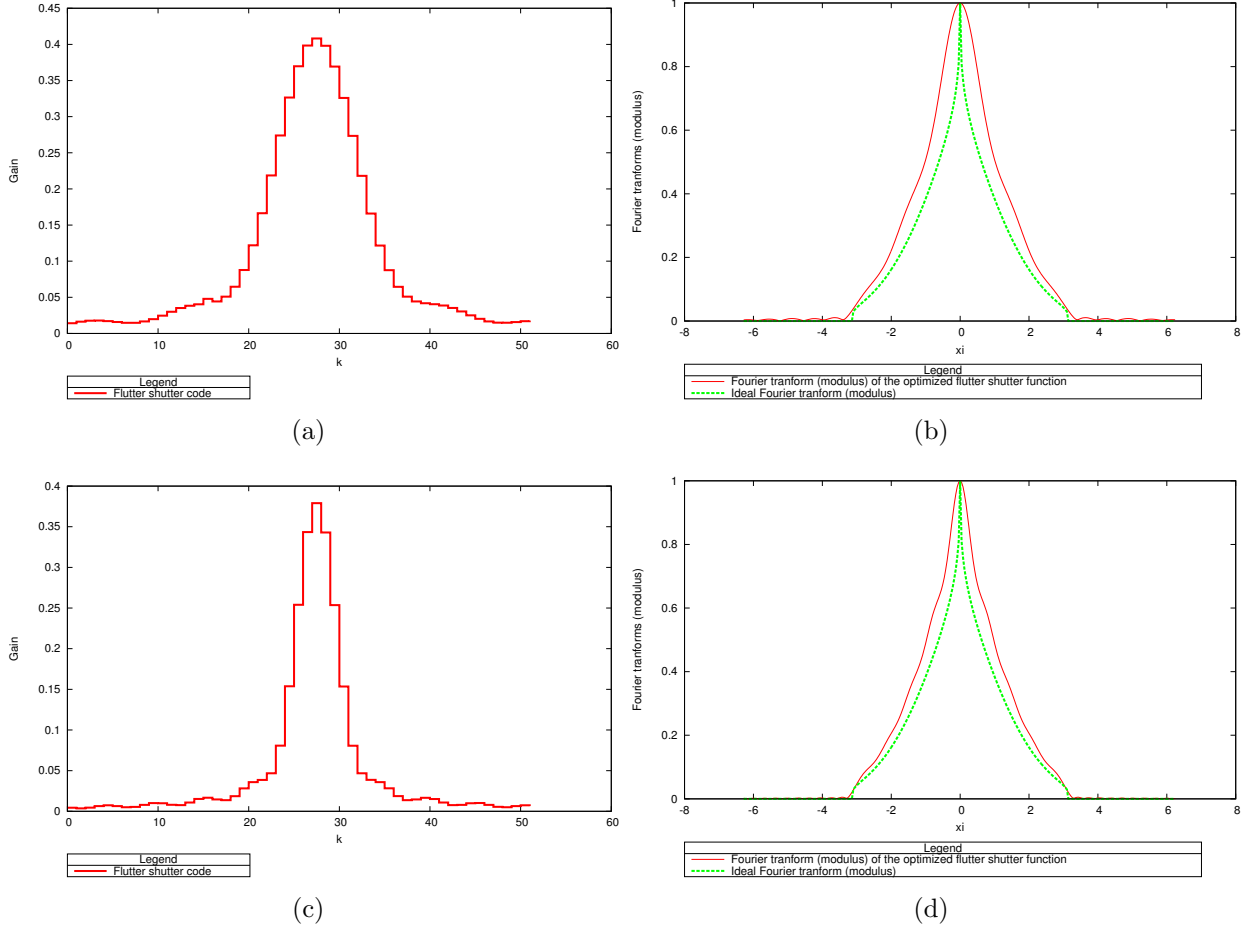 0.45
0.4
0.35
0.3
0.25
0.2
0.15
0.1
0.05
0
Gain
0 10 20 30 40 50 60
k
Legend
Flutter shutter code
(a)
1
0.8
0.6
0.4
0.2
0
Fourier tranforms (modulus)
-8 -6 -4 -2 0 2 4 6 8
xi
Legend
Fourier tranform (modulus) of the optimized flutter shutter function
Ideal Fourier tranform (modulus)
(b)
0.4
0.35
0.3
0.25
0.2
0.15
0.1
0.05
0
Gain
0 10 20 30 40 50 60
k
Legend
Flutter shutter code
(c)
1
0.8
0.6
0.4
0.2
0
Fourier tranforms (modulus)
-8 -6 -4 -2 0 2 4 6 8
xi
Legend
Fourier tranform (modulus) of the optimized flutter shutter function
Ideal Fourier tranform (modulus)
(d)